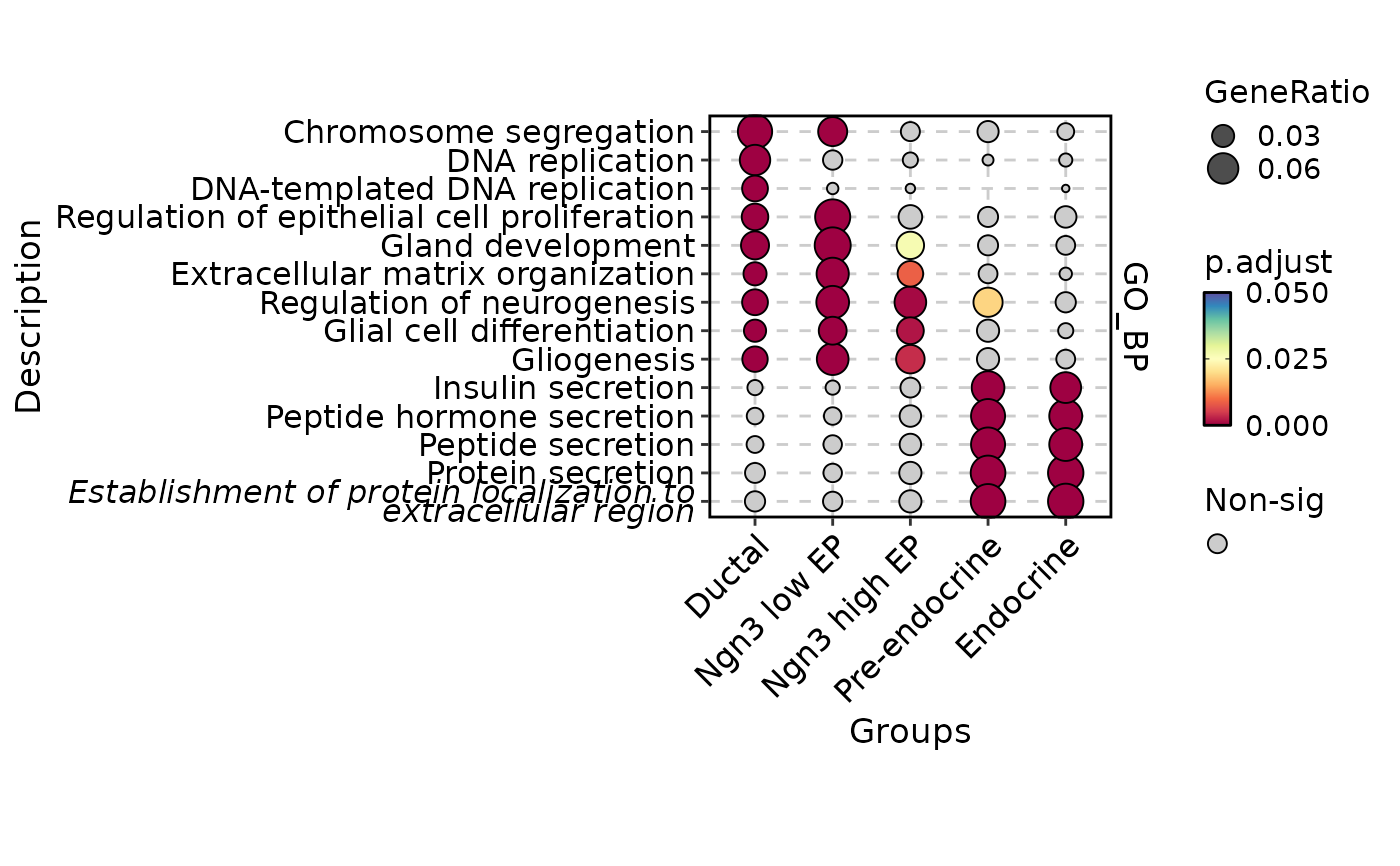 Description
Chromosome segregation
DNA replication
DNA-templated DNA replication
Regulation of epithelial cell proliferation
Gland development
Extracellular matrix organization
Regulation of neurogenesis
Glial cell differentiation
Gliogenesis
Insulin secretion
Peptide hormone secretion
Peptide secretion
Protein secretion
Establishment of protein localization to
extracellular region
GO_BP
Ductal
Ngn3 low EP
Ngn3 high EP
Pre-endocrine
Endocrine
Groups
GeneRatio
0.03
0.06
p.adjust
0.050
0.025
0.000
Non-sig